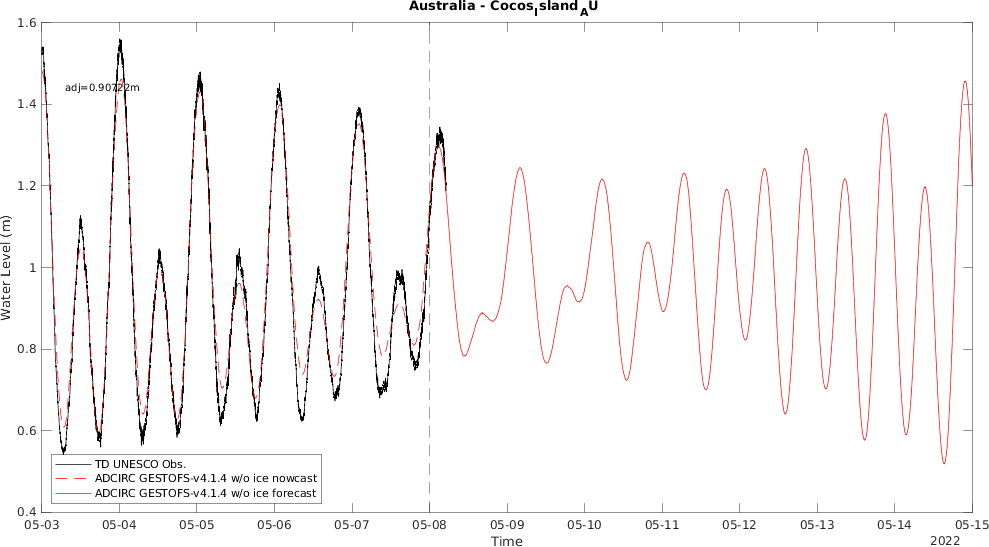 Australia - CocosIslandAU
1.6
adj=0.90722m
1.4
1.2
1
0.8
0.6
0.4
Water Level (m)
TD UNESCO Obs.
ADCIRC GESTOFS-v4.1.4 w/o ice nowcast
ADCIRC GESTOFS-v4.1.4 w/o ice forecast
05-03 05-04 05-05 05-06 05-07 05-08 05-09 05-10 05-11 05-12 05-13 05-14 05-15
Time
2022